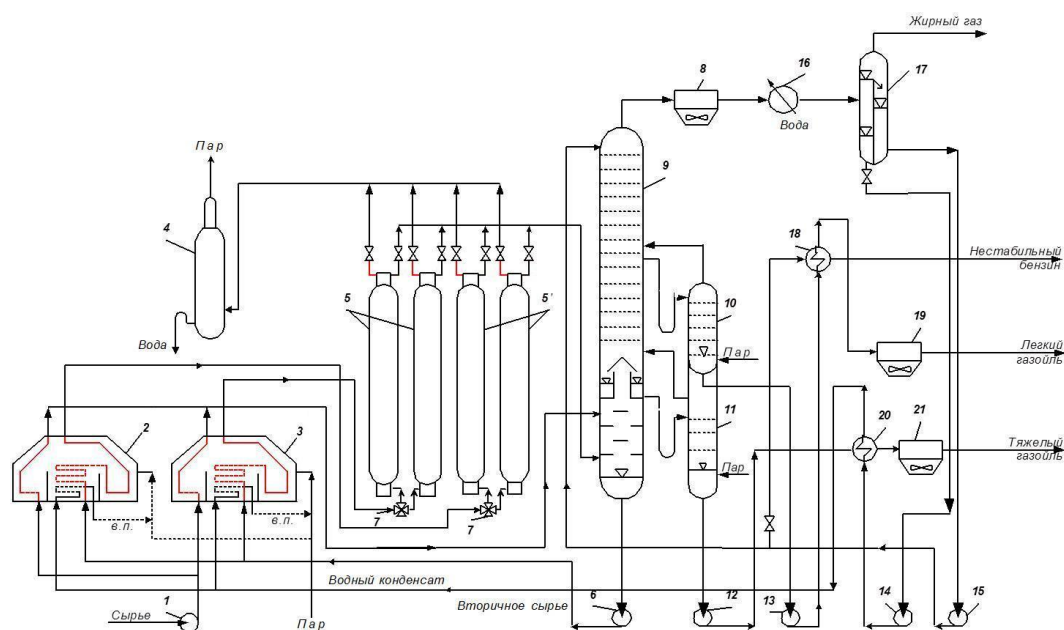 Жирный газ
8
16
17
Вода
Пар
9
4
18
Нестабильный
бензин
5
5'
10
19
Вода
Пар
Легкий
газойль
2
3
11
20
21
Тяжелый
газойль
Пар
в.п.
в.п.
7
7
Водный конденсат
1
Вторичное сырье
6
12
13
14
15
Сырье
Пар